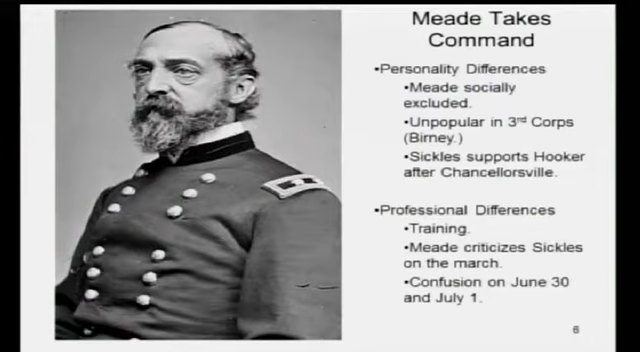 Meade Takes
Command
•Personality Differences
•Meade socially
excluded.
•Unpopular in 3rd Corps
(Birney.)
•Sickles supports Hooker
after Chancellorsville.
•Professional Differences
•Training.
•Meade criticizes Sickles
on the march.
•Confusion on June 30
and July 1.
6